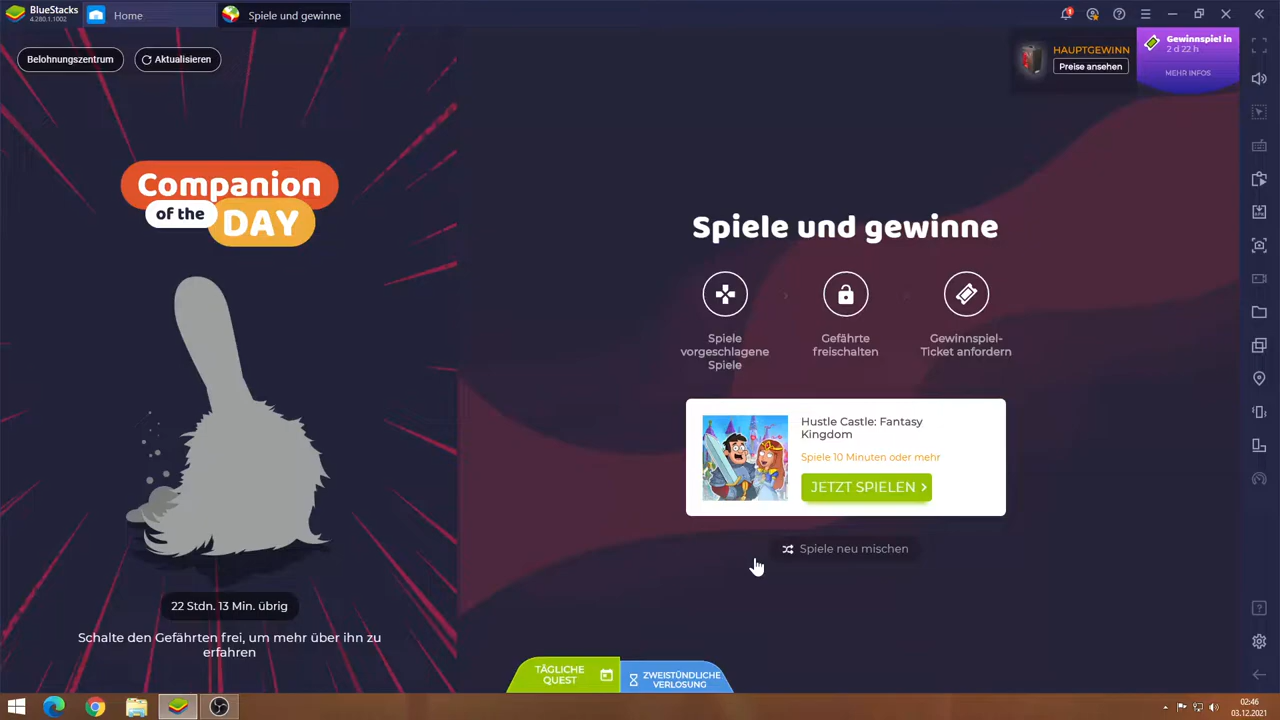 BlueStacks
4.280.1.1002
Home
Spiele und gewinne
1
Belohnungszentrum
Aktualisieren
HAUPTGEWINN
Preise ansehen
Gewinnspiel in
2 d 22 h
MEHR INFOS
Companion
of the DAY
22 Stdn. 13 Min. übrig
Schalte den Gefährten frei, um mehr über ihn zu
erfahren
Spiele und gewinne
Spiele
vorgeschlagene
Spiele
Gefährte
freischalten
Gewinnspiel-
Ticket anfordern
Hustle Castle: Fantasy
Kingdom
Spiele 10 Minuten oder mehr
JETZT SPIELEN
Spiele neu mischen
TÄGLICHE
QUEST
ZWEISTÜNDLICHE
VERLOSUNG
02:46
03.12.2021